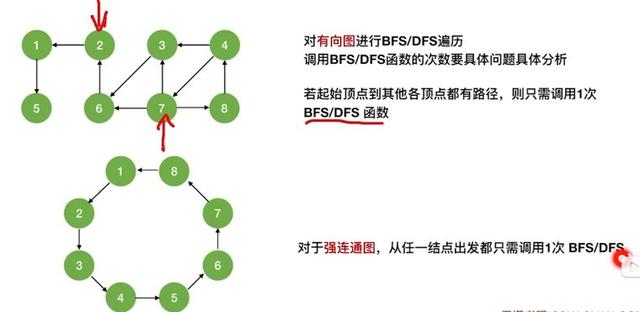 对有向图进行BFS/DFS遍历
调用BFS/DFS函数的次数要具体问题具体分析
若起始顶点到其他各顶点都有路径，则只需调用1次
BFS/DFS 函数
1 2 3 4
5 6 7 8
1 8
2 7
3 6
4 5
对于强连通图，从任一结点出发都只需调用1次 BFS/DFS